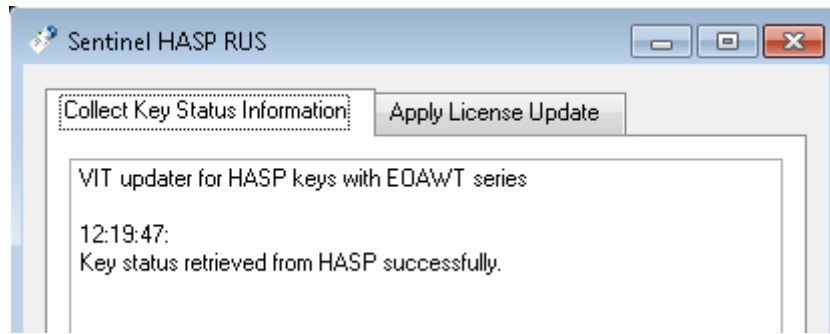 Sentinel HASP RUS
Collect Key Status Information
Apply License Update
VIT updater for HASP keys with EOAWT series
12:19:47:
Key status retrieved from HASP successfully.